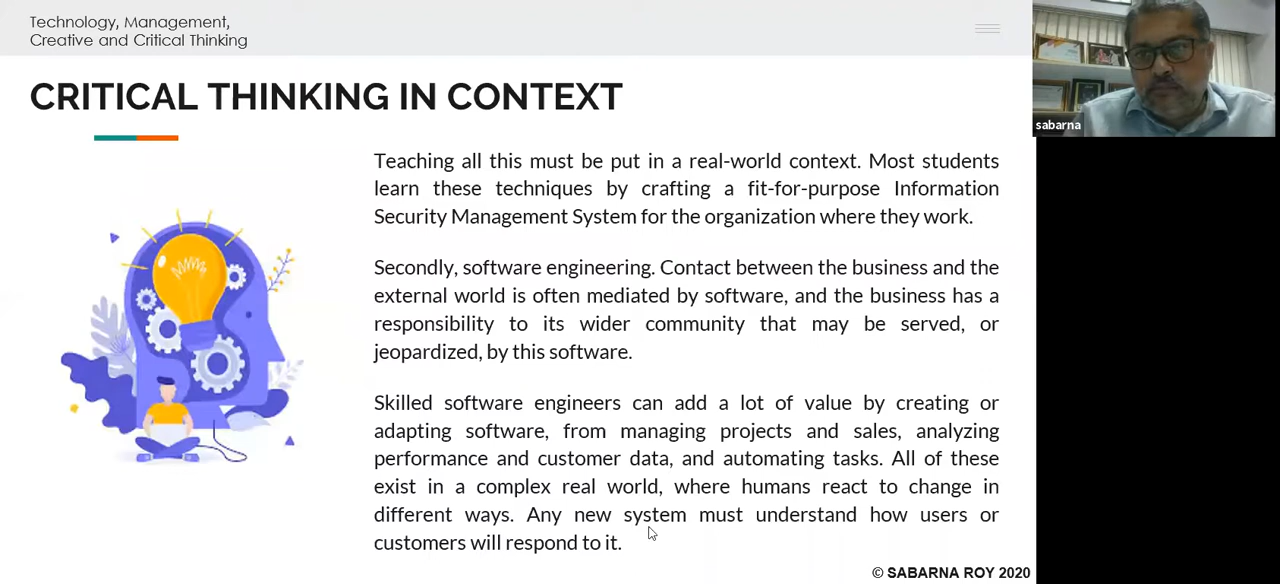 Technology, Management,
Creative and Critical Thinking
CRITICAL THINKING IN CONTEXT
Teaching all this must be put in a real-world context. Most students
learn these techniques by crafting a fit-for-purpose Information
Security Management System for the organization where they work.
Secondly, software engineering. Contact between the business and the
external world is often mediated by software, and the business has a
responsibility to its wider community that may be served, or
jeopardized, by this software.
Skilled software engineers can add a lot of value by creating or
adapting software, from managing projects and sales, analyzing
performance and customer data, and automating tasks. All of these
exist in a complex real world, where humans react to change in
different ways. Any new system must understand how users or
customers will respond to it.
© SABARNA ROY 2020
sabarna